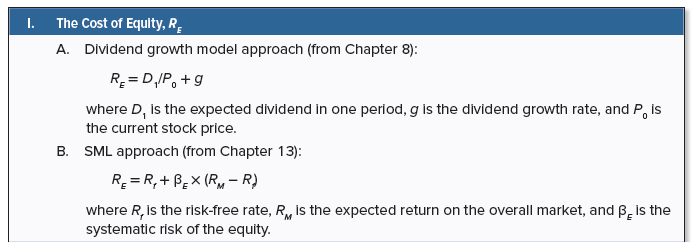 I. The Cost of Equity, R_E
A. Dividend growth model approach (from Chapter 8):
R_E = D_1/P_0 + g
where D_1 is the expected dividend in one period, g is the dividend growth rate, and P_0 is
the current stock price.
B. SML approach (from Chapter 13):
R_E = R_f + β_E × (R_M − R_f)
where R_f is the risk-free rate, R_M is the expected return on the overall market, and β_E is the
systematic risk of the equity.